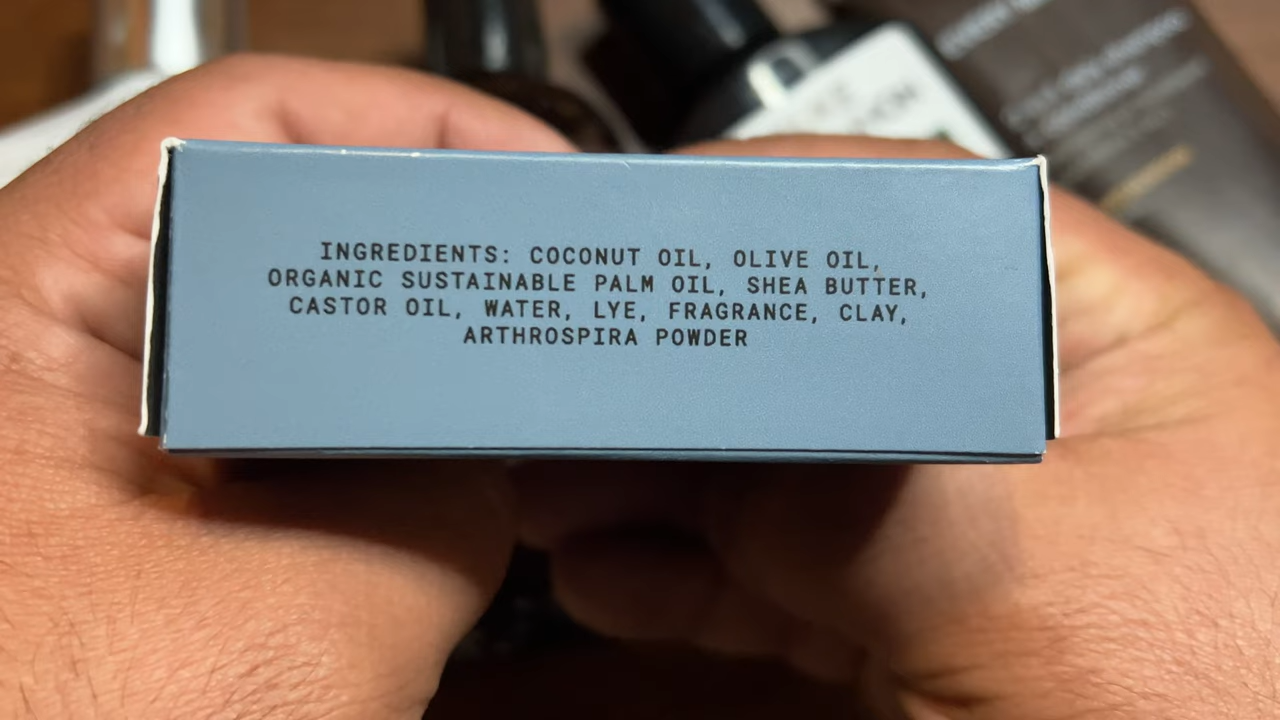 INGREDIENTS: COCONUT OIL, OLIVE OIL,
ORGANIC SUSTAINABLE PALM OIL, SHEA BUTTER,
CASTOR OIL, WATER, LYE, FRAGRANCE, CLAY,
ARTHROSPIRA POWDER